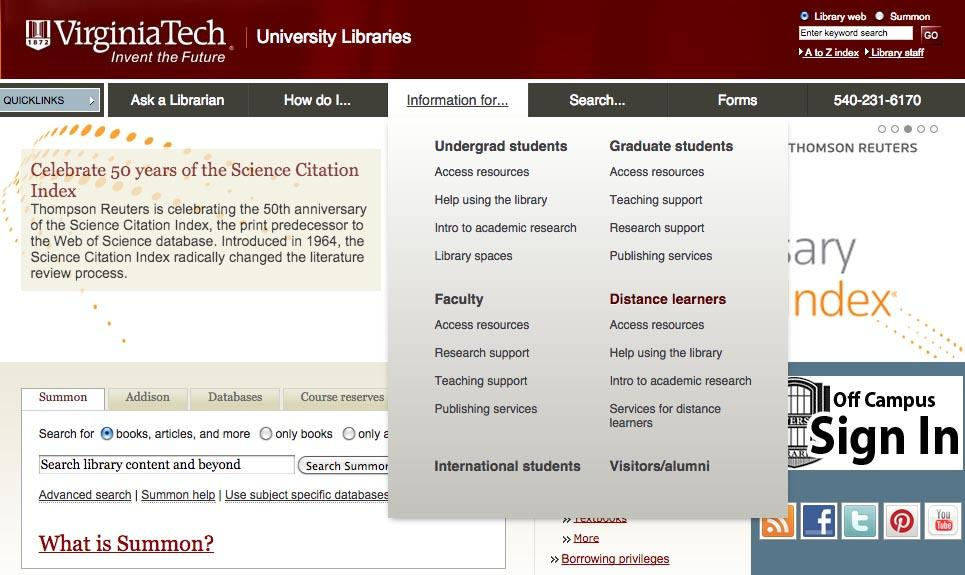 VirginiaTech
1872
Invent the Future
University Libraries
Library web Summon
Enter keyword search GO
A to Z index Library staff
QUICKLINKS
Ask a Librarian
How do I...
Information for...
Search...
Forms
540-231-6170
Celebrate 50 years of the Science Citation
Index
Thompson Reuters is celebrating the 50th anniversary
of the Science Citation Index, the print predecessor to
the Web of Science database. Introduced in 1964, the
Science Citation Index radically changed the literature
review process.
Undergrad students
Access resources
Help using the library
Intro to academic research
Library spaces
Graduate students
Access resources
Teaching support
Research support
Publishing services
Faculty
Access resources
Research support
Teaching support
Publishing services
Distance learners
Access resources
Help using the library
Intro to academic research
Services for distance
learners
International students
Visitors/alumni
THOMSON REUTERS
sary
ndex
Summon
Addison
Databases
Course reserves
Search for books, articles, and more only books only a
Search library content and beyond Search Summon
Advanced search | Summon help | Use subject specific databases
What is Summon?
Textbooks
More
Borrowing privileges
Off Campus
Sign In
You
Tube